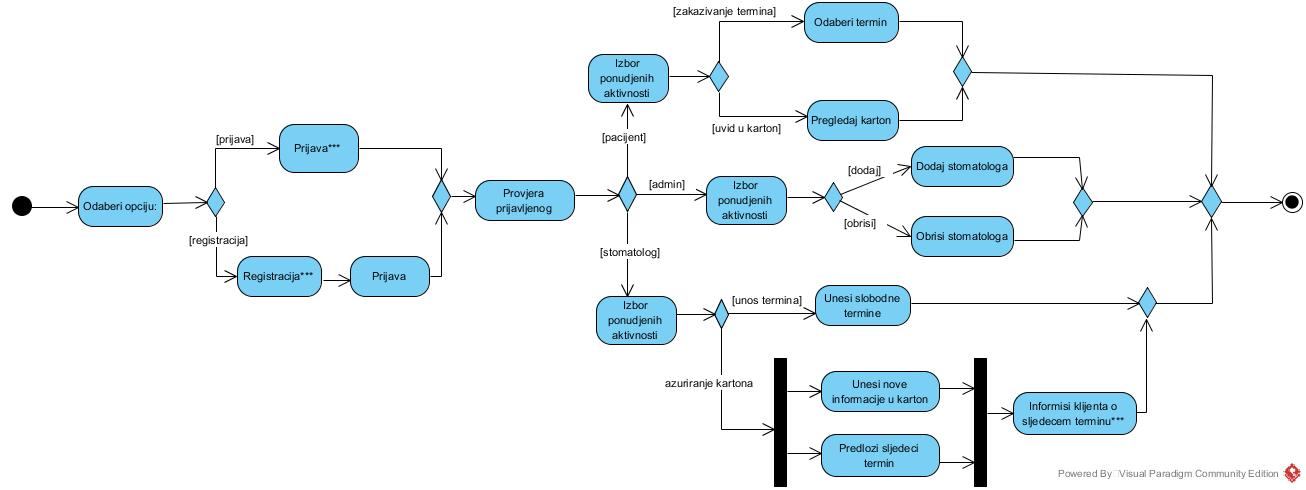 Odaberi opciju:
[prijava]
Prijava***
[registracija]
Registracija***
Prijava
Provjera
prijavljenog
[pacijent]
Izbor
ponudjenih
aktivnosti
[zakazivanje termina]
Odaberi termin
[uvid u karton]
Pregledaj karton
[admin]
Izbor
ponudjenih
aktivnosti
[dodaj]
Dodaj stomatologa
[obrisi]
Obrisi stomatologa
[stomatolog]
Izbor
ponudjenih
aktivnosti
[unos termina]
Unesi slobodne
termine
azuriranje kartona
Unesi nove
informacije u karton
Predlozi sljedeci
termin
Informisi klijenta o
sljedecem terminu***
Powered By Visual Paradigm Community Edition